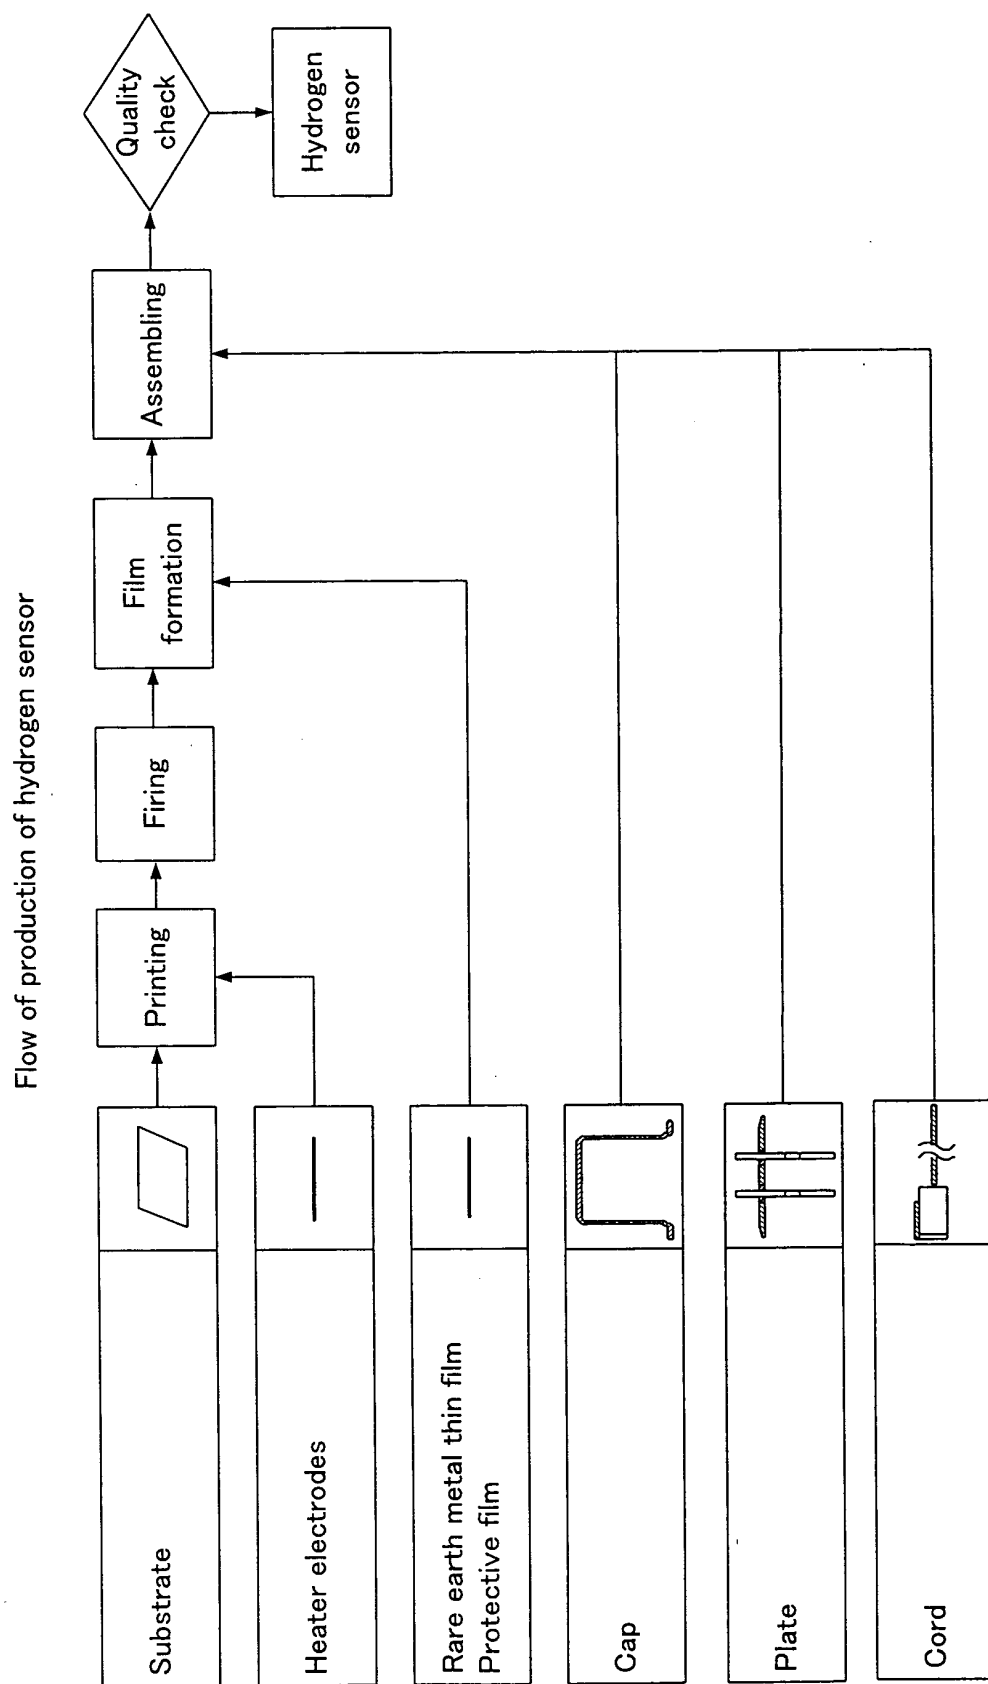 Flow of production of hydrogen sensor
Substrate
Printing
Firing
Film
formation
Assembling
Quality
check
Heater electrodes
Hydrogen
sensor
Rare earth metal thin film
Protective film
Cap
Plate
Cord